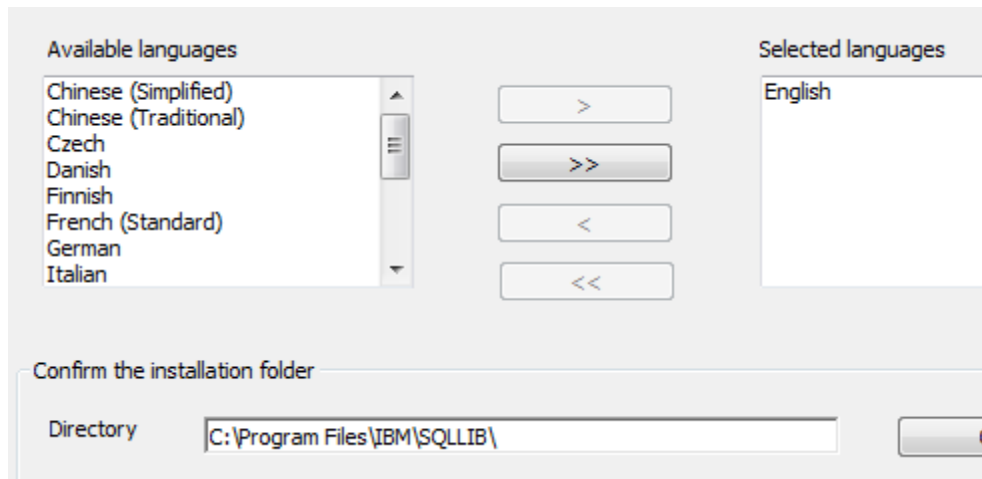 Available languages
Chinese (Simplified)
Chinese (Traditional)
Czech
Danish
Finnish
French (Standard)
German
Italian
>
>>
<
<<
Selected languages
English
Confirm the installation folder
Directory
C:\Program Files\IBM\SQLLIB\